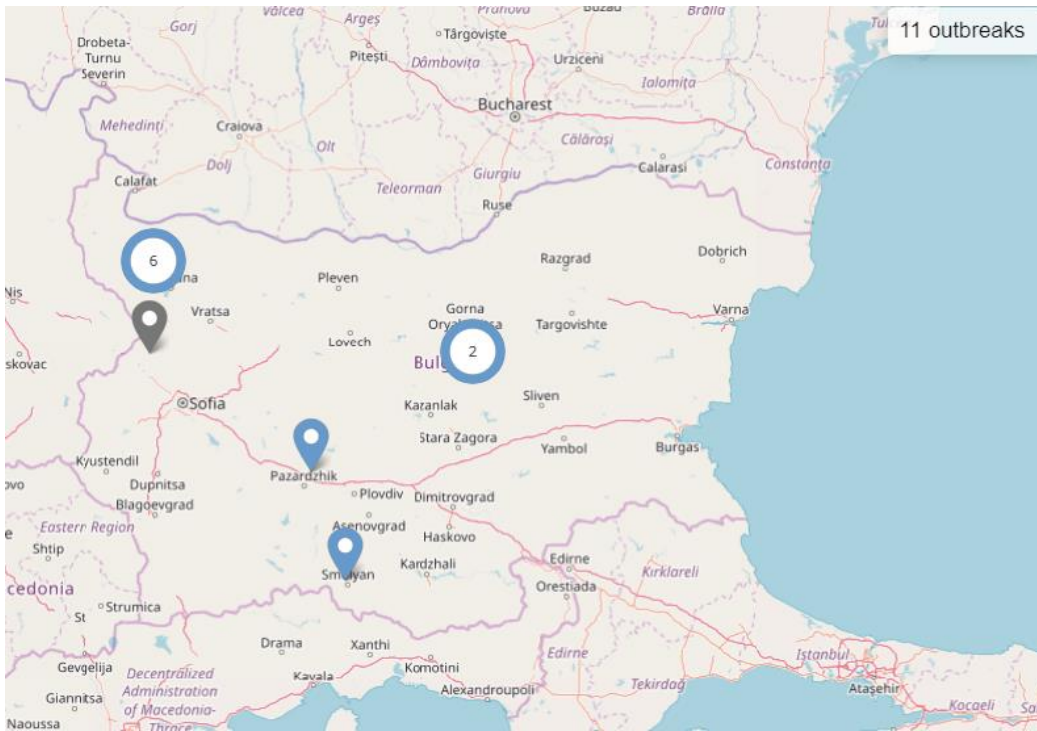 Vâlcea
Argeș
Prahova
Buzău
Brăila
Gorj
11 outbreaks
Târgoviște
Drobeta-
Turnu
Severin
Pitești
Dâmbovița
Urziceni
Ialomița
Bucharest
Mehedinți
Craiova
Olt
Călărași
Dolj
Giurgiu
Calarasi
Constanța
Calafat
Teleorman
Ruse
6
Pleven
Razgrad
Dobrich
Nis
Vratsa
Gorna
Varna
Targovishte
Lovech
2
skovac
Sofia
Kazanlak
Sliven
Stara Zagora
Yambol
Burgas
Kyustendil
Pazardzhik
Dupnitsa
Plovdiv
Dimitrovgrad
Blagoevgrad
Asenovgrad
Eastern Region
Haskovo
Shtip
Kardzhali
Edirne
Kırklareli
Smolyan
cedonia
Orestiada
Strumica
St
Drama
Xanthi
Edirne
Istanbul
Gevgelija
Decentralized
Administration
of Macedonia-
Thrace
Kavala
Komotini
Tekirdağ
Ataşehir
Giannitsa
Alexandroupoli
Kocaeli
Naoussa